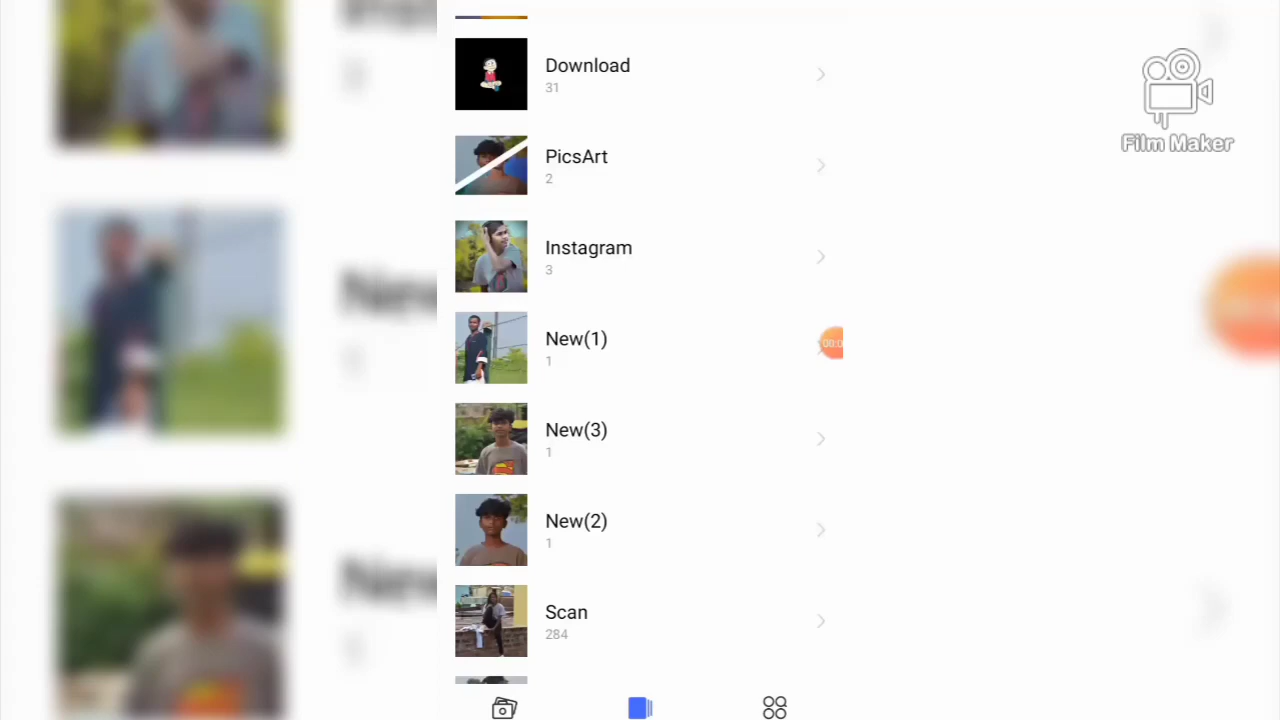 Download
31
PicsArt
2
Instagram
3
New(1)
1
New(3)
1
New(2)
1
Scan
284
Film Maker